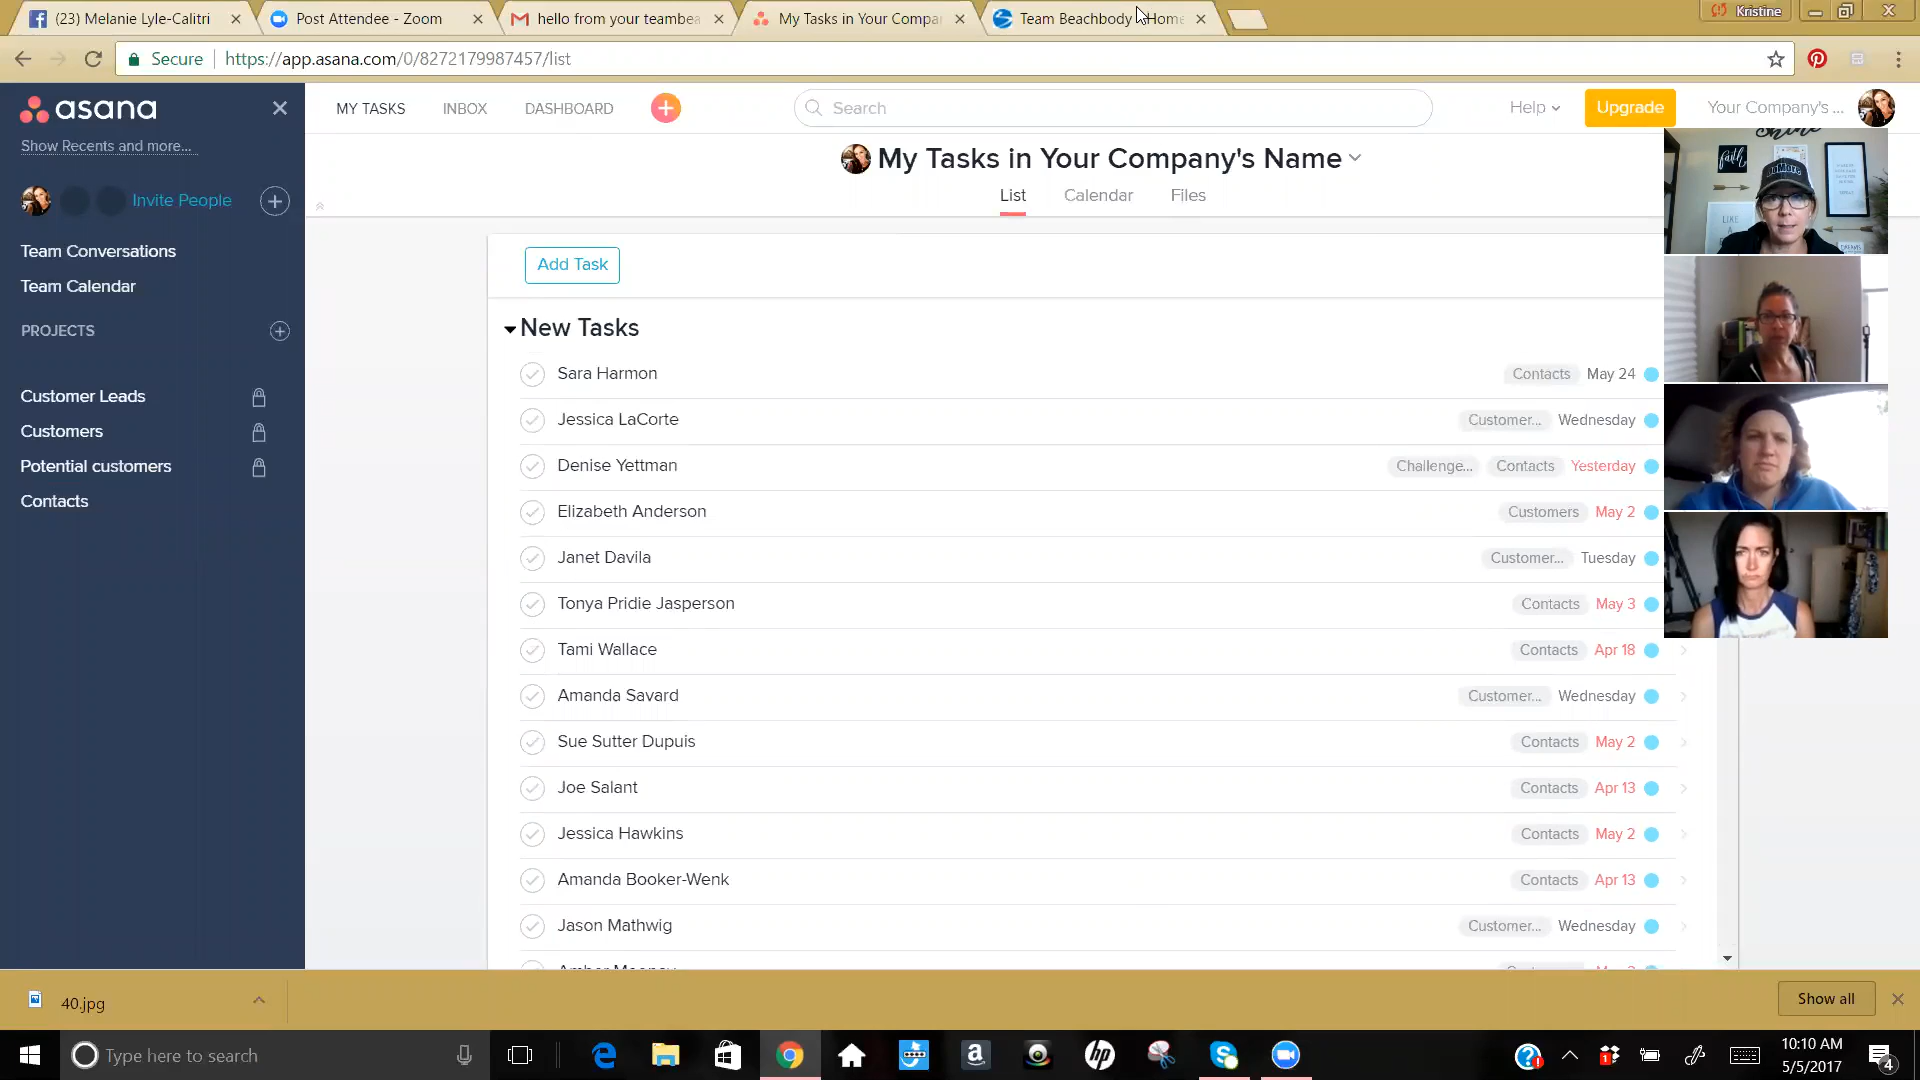 (23) Melanie Lyle-Calitri
Post Attendee - Zoom
hello from your teambea
My Tasks in Your Compan
Team Beachbody - Home
Kristine
Secure
https://app.asana.com/0/8272179987457/list
asana
MY TASKS
INBOX
DASHBOARD
Search
Help
Upgrade
Your Company's ...
Show Recents and more...
Invite People
Team Conversations
Team Calendar
PROJECTS
Customer Leads
Customers
Potential customers
Contacts
My Tasks in Your Company's Name
List
Calendar
Files
Add Task
New Tasks
Sara Harmon Contacts May 24
Jessica LaCorte Customer... Wednesday
Denise Yettman Challenge... Contacts Yesterday
Elizabeth Anderson Customers May 2
Janet Davila Customer... Tuesday
Tonya Pridie Jasperson Contacts May 3
Tami Wallace Contacts Apr 18
Amanda Savard Customer... Wednesday
Sue Sutter Dupuis Contacts May 2
Joe Salant Contacts Apr 13
Jessica Hawkins Contacts May 2
Amanda Booker-Wenk Contacts Apr 13
Jason Mathwig Customer... Wednesday
Shine
faith
LIKE
A
DREAMS
40.jpg
Show all
Type here to search
10:10 AM
5/5/2017
4